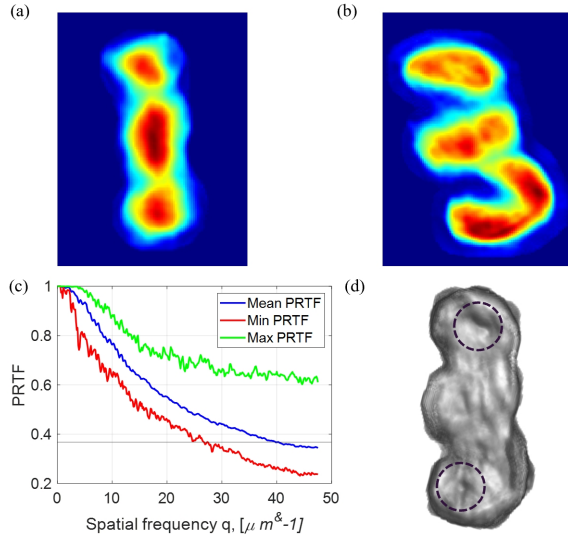 (a)
(b)
(c)
1
0.8
0.6
0.4
0.2
PRTF
Mean PRTF
Min PRTF
Max PRTF
0 10 20 30 40 50
Spatial frequency q, [μ m^&-1]
(d)